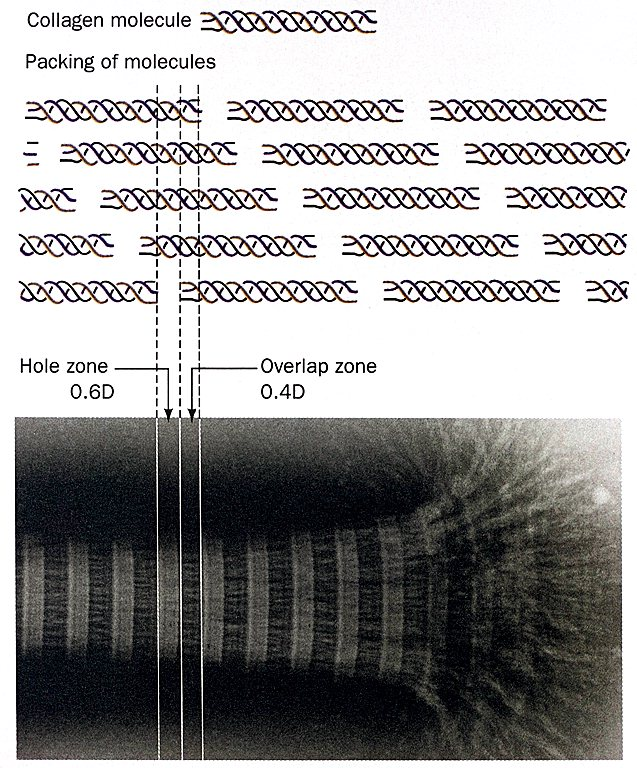 Collagen molecule
Packing of molecules
Hole zone
0.6D
Overlap zone
0.4D